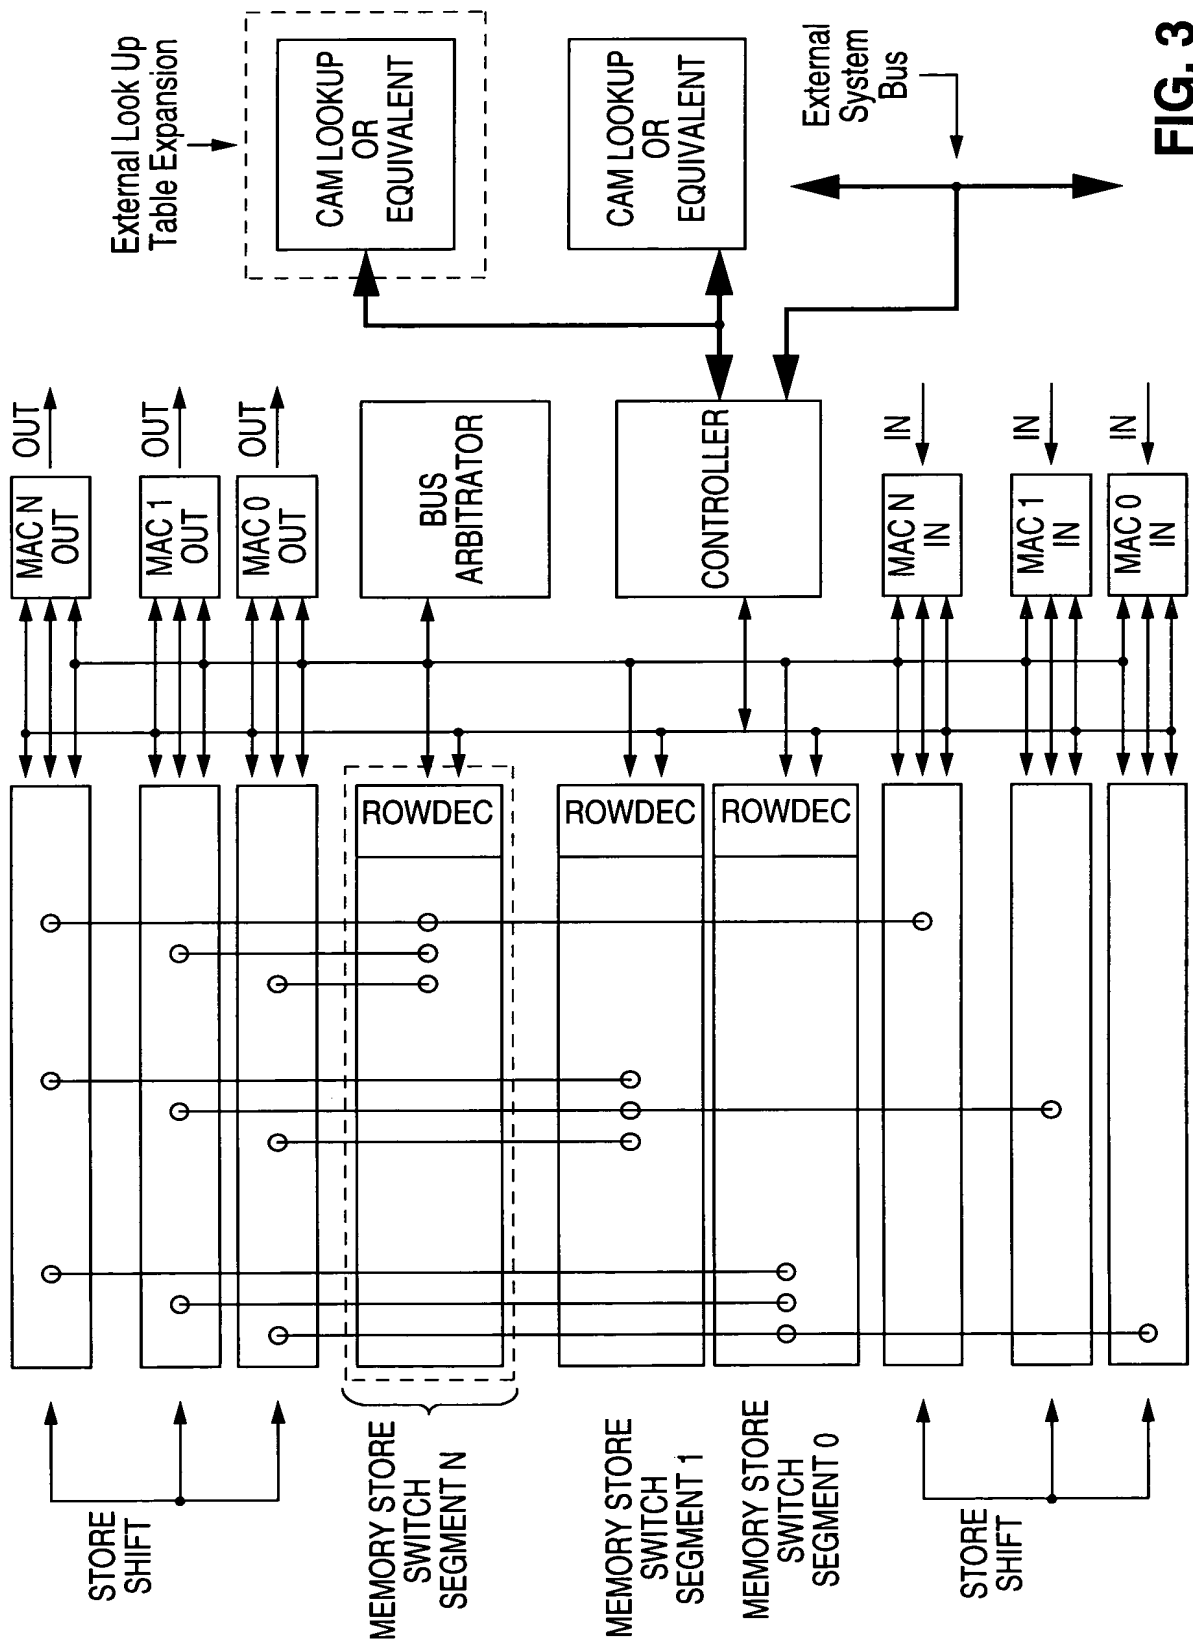 External Look Up
Table Expansion
CAM LOOKUP
OR
EQUIVALENT
CAM LOOKUP
OR
EQUIVALENT
External
System
Bus
FIG. 3
OUT
OUT
OUT
MAC N
OUT
MAC 1
OUT
MAC 0
OUT
BUS
ARBITRATOR
CONTROLLER
IN
IN
IN
MAC N
IN
MAC 1
IN
MAC 0
IN
ROWDEC
ROWDEC
ROWDEC
STORE
SHIFT
MEMORY STORE
SWITCH
SEGMENT N
MEMORY STORE
SWITCH
SEGMENT 1
MEMORY STORE
SWITCH
SEGMENT 0
STORE
SHIFT